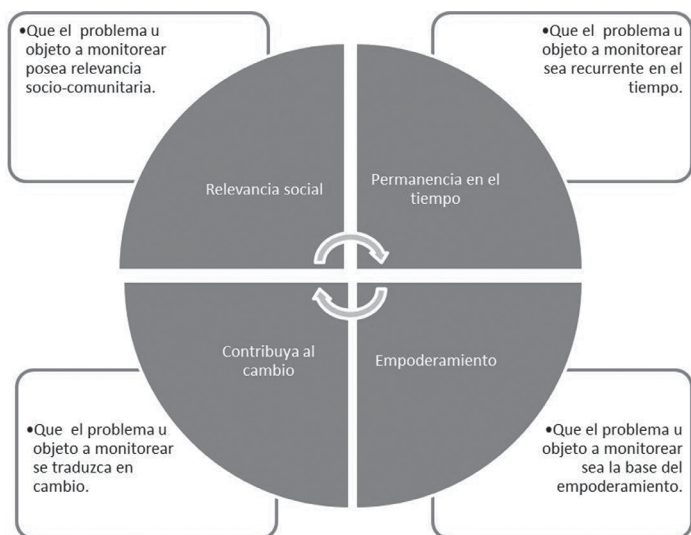 •Que el problema u
objeto a monitorear
posea relevancia
socio-comunitaria.
•Que el problema u
objeto a monitorear
sea recurrente en el
tiempo.
Relevancia social
Permanencia en el
tiempo
Contribuya al
cambio
Empoderamiento
•Que el problema u
objeto a monitorear
se traduzca en
cambio.
•Que el problema u
objeto a monitorear
sea la base del
empoderamiento.